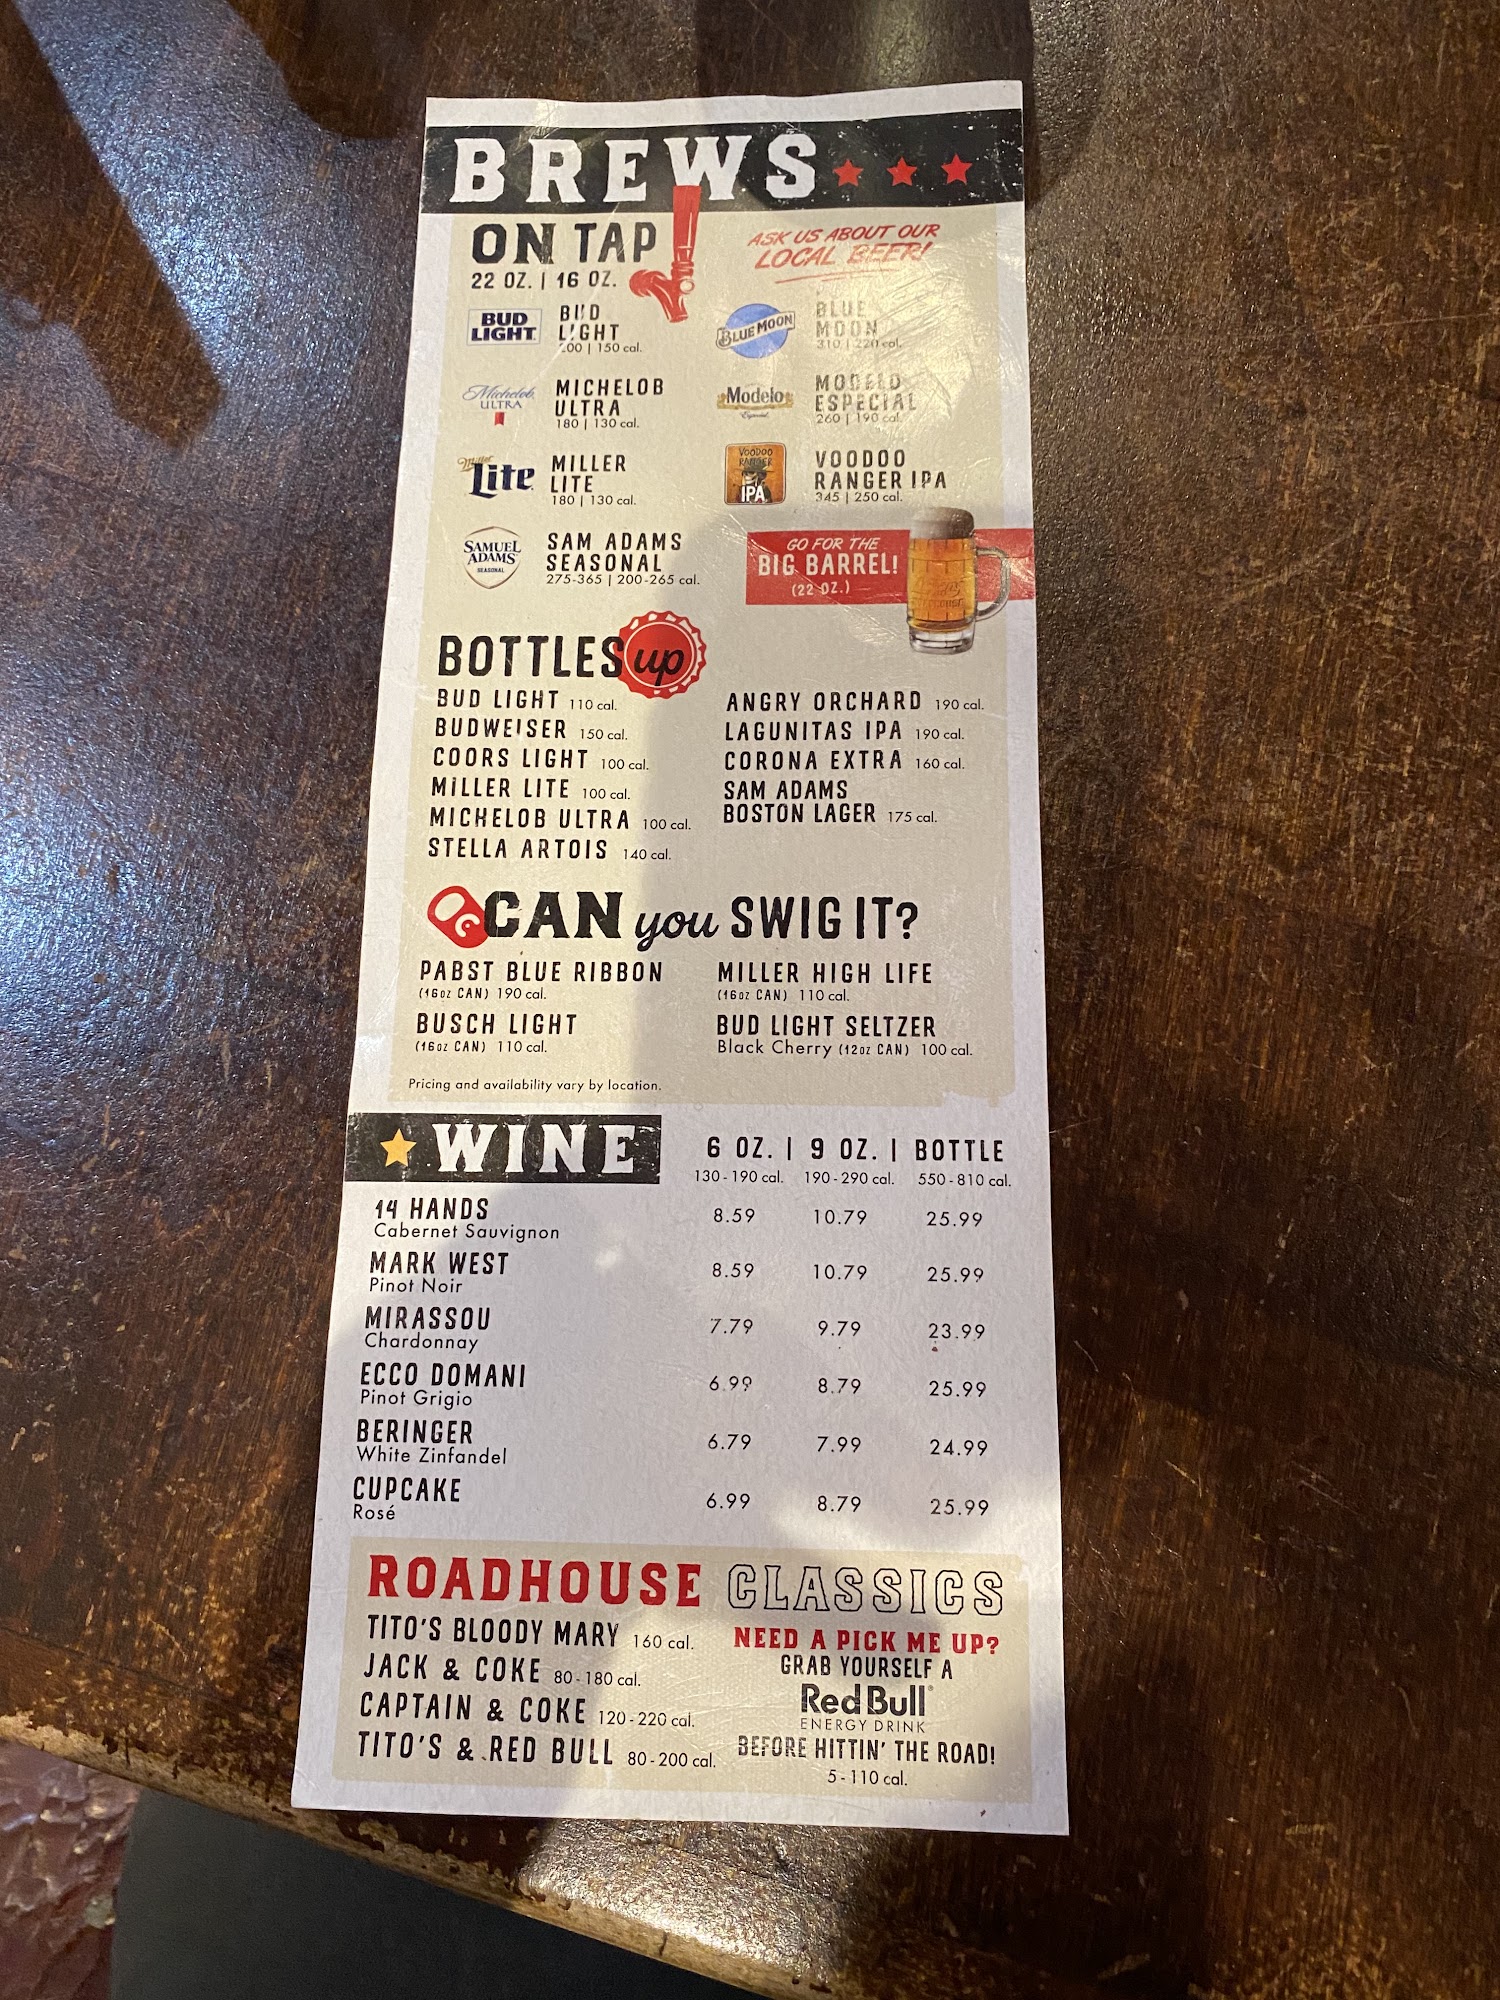 BREWS
ON TAP
22 OZ. | 16 OZ.
ASK US ABOUT OUR
LOCAL BEER!
BUD
LIGHT
BUD
LIGHT
200 | 150 cal.
Michelob
ULTRA
MICHELOB
ULTRA
180 | 130 cal.
Miller
Lite
MILLER
LITE
180 | 130 cal.
SAMUEL
ADAMS
SEASONAL
SAM ADAMS
SEASONAL
275-365 | 200-265 cal.
BLUE MOON
BLUE
MOON
310 | 220 cal.
Modelo
Especial
MODELO
ESPECIAL
260 | 190 cal.
VOODOO
RANGER
IPA
VOODOO
RANGER IPA
345 | 250 cal.
GO FOR THE
BIG BARREL!
(22 OZ.)
BOTTLES up
BUD LIGHT 110 cal.
BUDWEISER 150 cal.
COORS LIGHT 100 cal.
MILLER LITE 100 cal.
MICHELOB ULTRA 100 cal.
STELLA ARTOIS 140 cal.
ANGRY ORCHARD 190 cal.
LAGUNITAS IPA 190 cal.
CORONA EXTRA 160 cal.
SAM ADAMS
BOSTON LAGER 175 cal.
CAN you SWIG IT?
PABST BLUE RIBBON
(16oz CAN) 190 cal.
BUSCH LIGHT
(16oz CAN) 110 cal.
MILLER HIGH LIFE
(16oz CAN) 110 cal.
BUD LIGHT SELTZER
Black Cherry (12oz CAN) 100 cal.
Pricing and availability vary by location.
WINE
6 OZ. | 9 OZ. | BOTTLE
130-190 cal. 190-290 cal. 550-810 cal.
14 HANDS
Cabernet Sauvignon
8.59 10.79 25.99
MARK WEST
Pinot Noir
8.59 10.79 25.99
MIRASSOU
Chardonnay
7.79 9.79 23.99
ECCO DOMANI
Pinot Grigio
6.99 8.79 25.99
BERINGER
White Zinfandel
6.79 7.99 24.99
CUPCAKE
Rosé
6.99 8.79 25.99
ROADHOUSE CLASSICS
TITO'S BLOODY MARY 160 cal.
JACK & COKE 80-180 cal.
CAPTAIN & COKE 120-220 cal.
TITO'S & RED BULL 80-200 cal.
NEED A PICK ME UP?
GRAB YOURSELF A
Red Bull®
ENERGY DRINK
BEFORE HITTIN' THE ROAD!
5-110 cal.